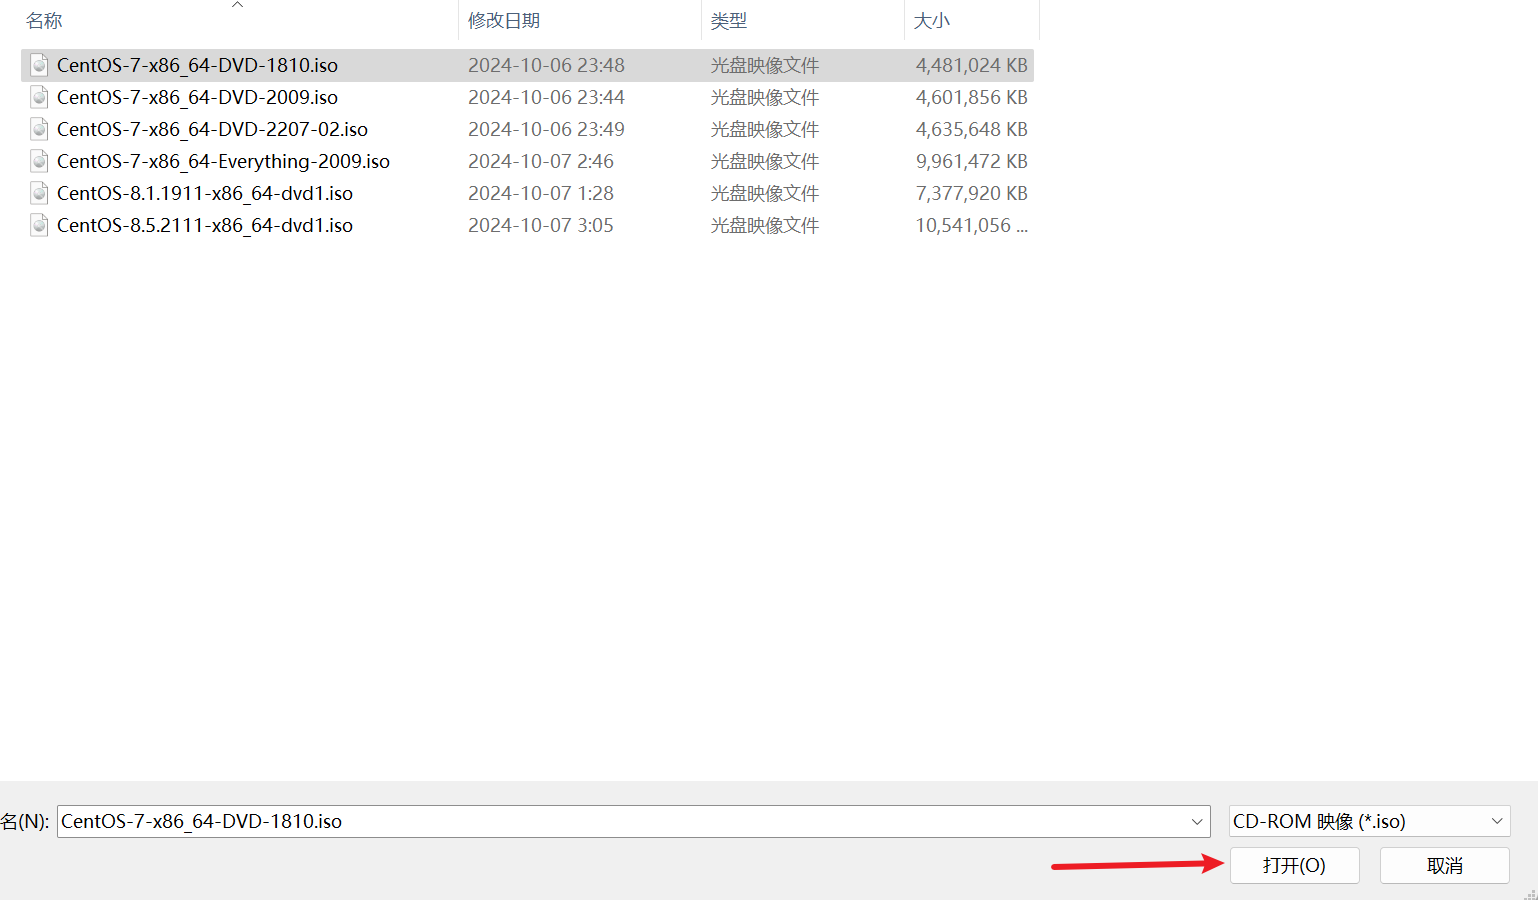 名称 修改日期 类型 大小
CentOS-7-x86_64-DVD-1810.iso 2024-10-06 23:48 光盘映像文件 4,481,024 KB
CentOS-7-x86_64-DVD-2009.iso 2024-10-06 23:44 光盘映像文件 4,601,856 KB
CentOS-7-x86_64-DVD-2207-02.iso 2024-10-06 23:49 光盘映像文件 4,635,648 KB
CentOS-7-x86_64-Everything-2009.iso 2024-10-07 2:46 光盘映像文件 9,961,472 KB
CentOS-8.1.1911-x86_64-dvd1.iso 2024-10-07 1:28 光盘映像文件 7,377,920 KB
CentOS-8.5.2111-x86_64-dvd1.iso 2024-10-07 3:05 光盘映像文件 10,541,056 ...
名(N): CentOS-7-x86_64-DVD-1810.iso CD-ROM 映像 (*.iso)
打开(O) 取消